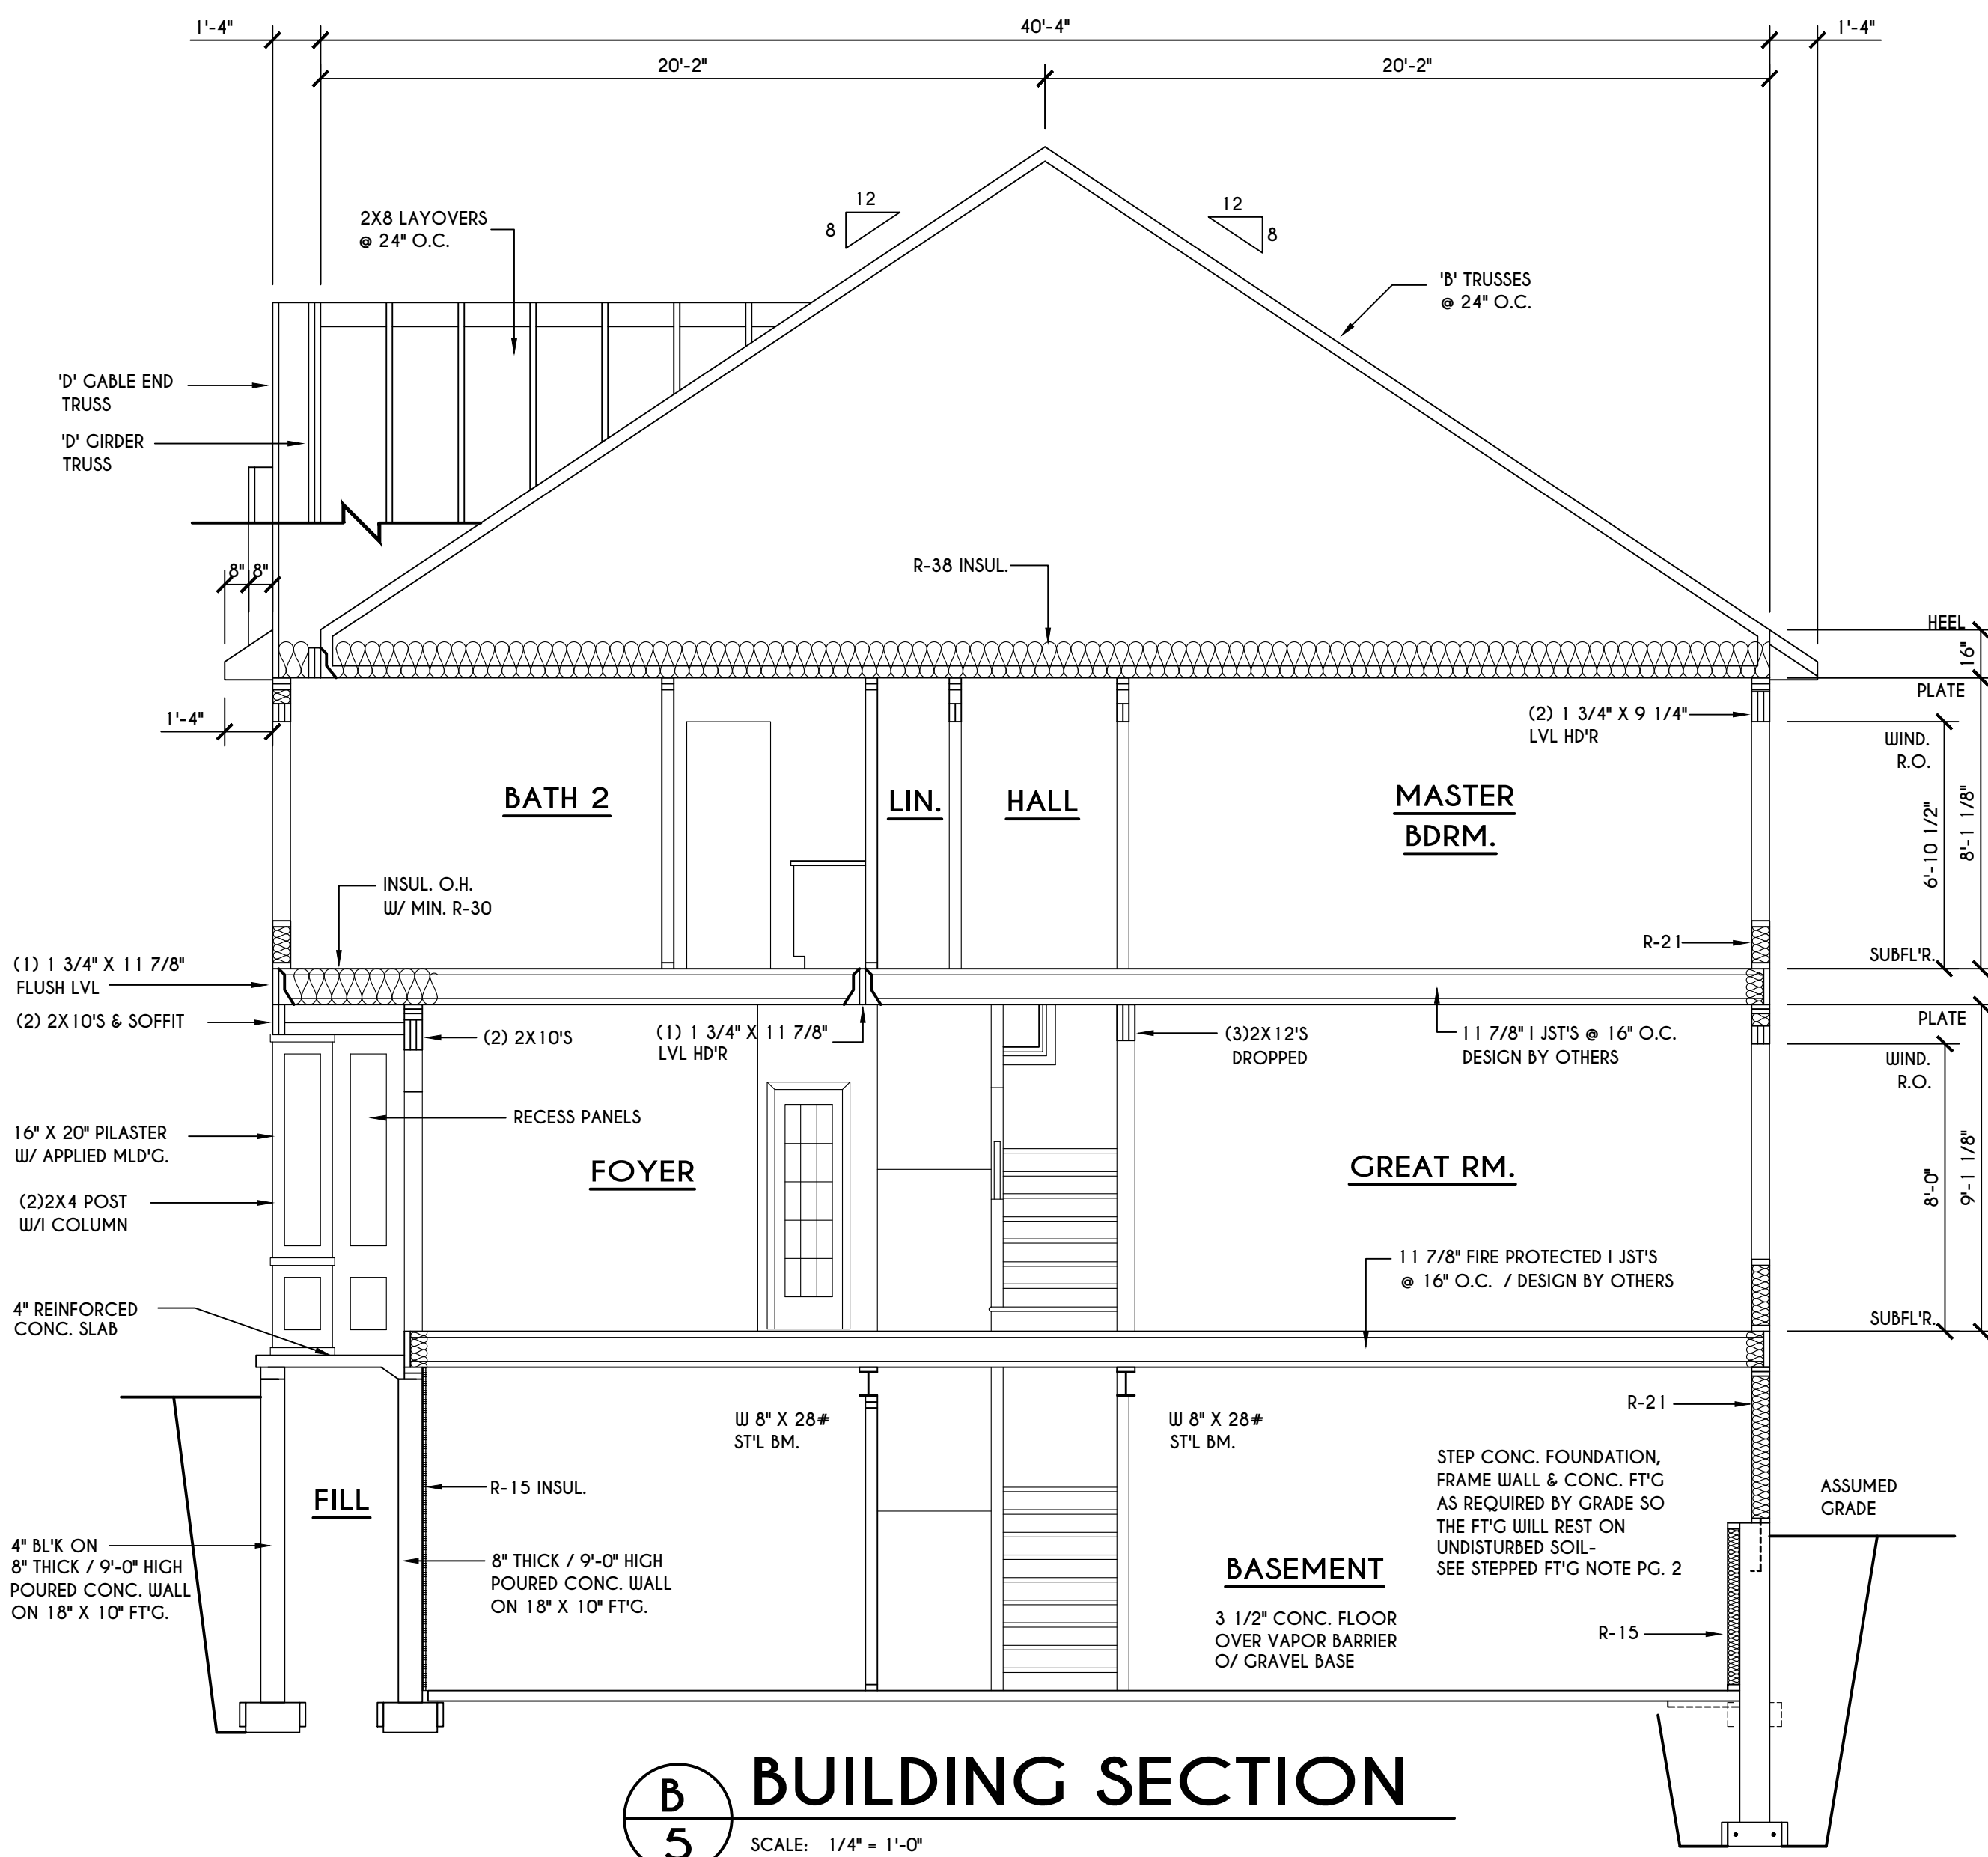 1'-4"
40'-4"
1'-4"
20'-2"
20'-2"
12
8
12
8
2X8 LAYOVERS
@ 24" O.C.
'B' TRUSSES
@ 24" O.C.
'D' GABLE END
TRUSS
'D' GIRDER
TRUSS
8"
8"
R-38 INSUL.
HEEL
16"
PLATE
1'-4"
(2) 1 3/4" X 9 1/4"
LVL HD'R
WIND.
R.O.
6'-10 1/2"
8'-1 1/8"
BATH 2
LIN.
HALL
MASTER
BDRM.
INSUL. O.H.
W/ MIN. R-30
R-21
SUBFL'R.
(1) 1 3/4" X 11 7/8"
FLUSH LVL
(2) 2X10'S & SOFFIT
(2) 2X10'S
(1) 1 3/4" X 11 7/8"
LVL HD'R
(3)2X12'S
DROPPED
11 7/8" I JST'S @ 16" O.C.
DESIGN BY OTHERS
PLATE
WIND.
R.O.
8'-0"
9'-1 1/8"
RECESS PANELS
16" X 20" PILASTER
W/ APPLIED MLD'G.
FOYER
GREAT RM.
(2)2X4 POST
W/I COLUMN
11 7/8" FIRE PROTECTED I JST'S
@ 16" O.C. / DESIGN BY OTHERS
4" REINFORCED
CONC. SLAB
SUBFL'R.
W 8" X 28#
ST'L BM.
W 8" X 28#
ST'L BM.
R-21
STEP CONC. FOUNDATION,
FRAME WALL & CONC. FT'G
AS REQUIRED BY GRADE SO
THE FT'G WILL REST ON
UNDISTURBED SOIL-
SEE STEPPED FT'G NOTE PG. 2
ASSUMED
GRADE
R-15 INSUL.
FILL
4" BL'K ON
8" THICK / 9'-0" HIGH
POURED CONC. WALL
ON 18" X 10" FT'G.
8" THICK / 9'-0" HIGH
POURED CONC. WALL
ON 18" X 10" FT'G.
BASEMENT
3 1/2" CONC. FLOOR
OVER VAPOR BARRIER
O/ GRAVEL BASE
R-15
B
5
BUILDING SECTION
SCALE: 1/4" = 1'-0"